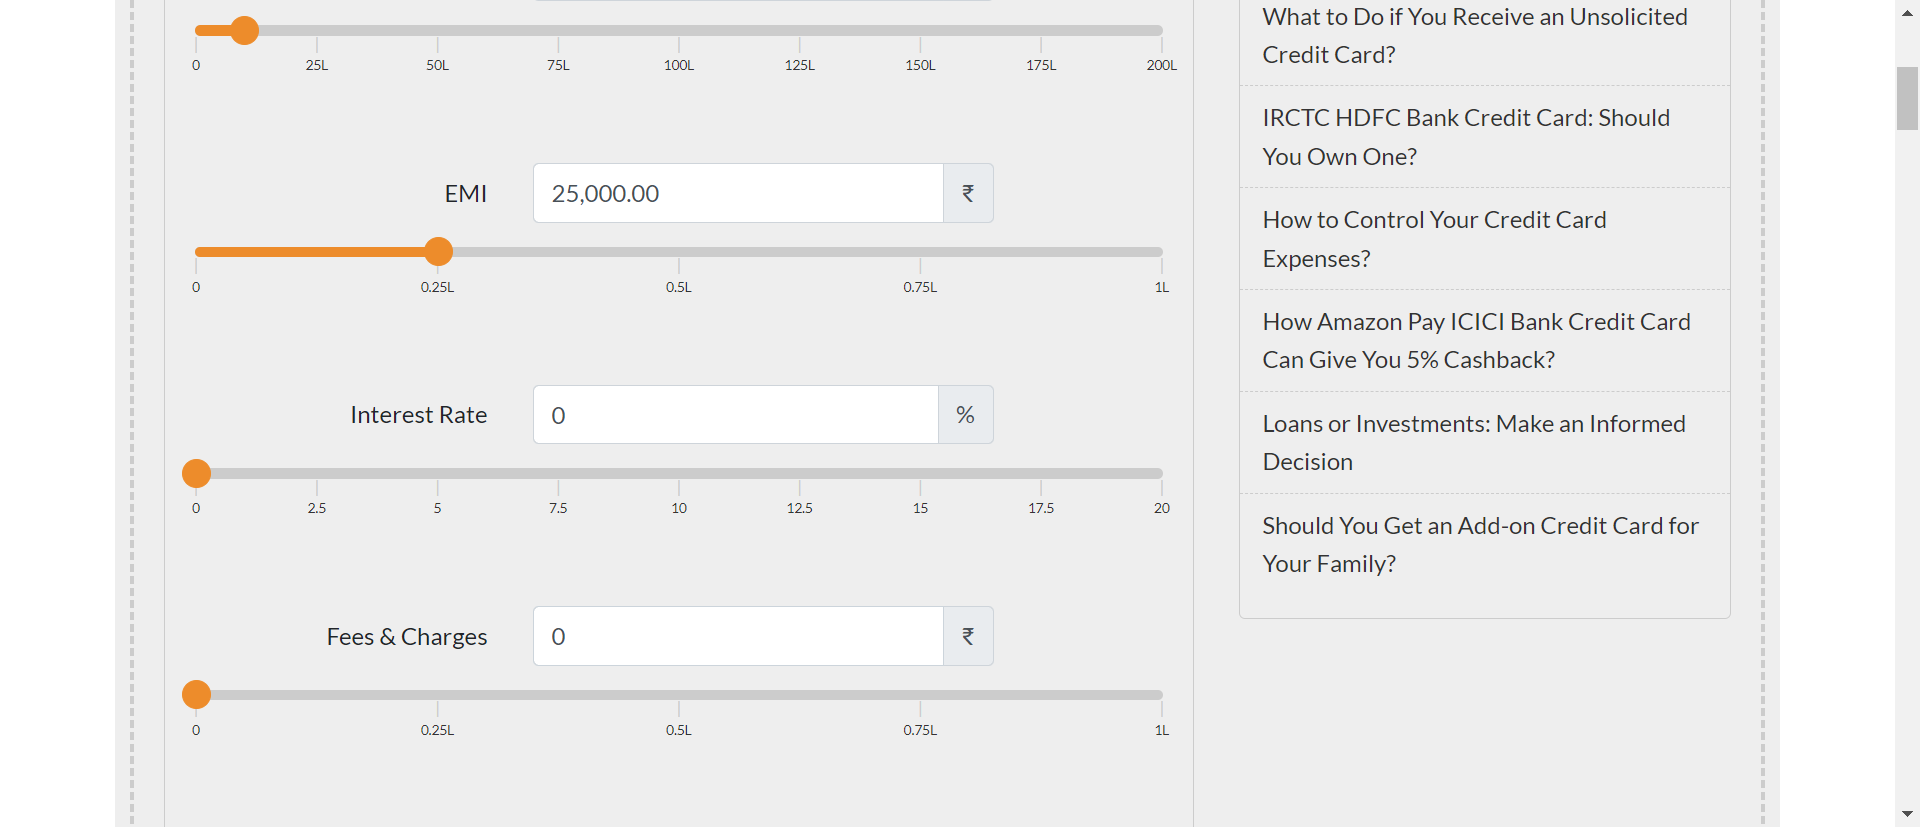 0 25L 50L 75L 100L 125L 150L 175L 200L
EMI 25,000.00 ₹
0 0.25L 0.5L 0.75L 1L
Interest Rate 0 %
0 2.5 5 7.5 10 12.5 15 17.5 20
Fees & Charges 0 ₹
0 0.25L 0.5L 0.75L 1L
What to Do if You Receive an Unsolicited
Credit Card?
IRCTC HDFC Bank Credit Card: Should
You Own One?
How to Control Your Credit Card
Expenses?
How Amazon Pay ICICI Bank Credit Card
Can Give You 5% Cashback?
Loans or Investments: Make an Informed
Decision
Should You Get an Add-on Credit Card for
Your Family?